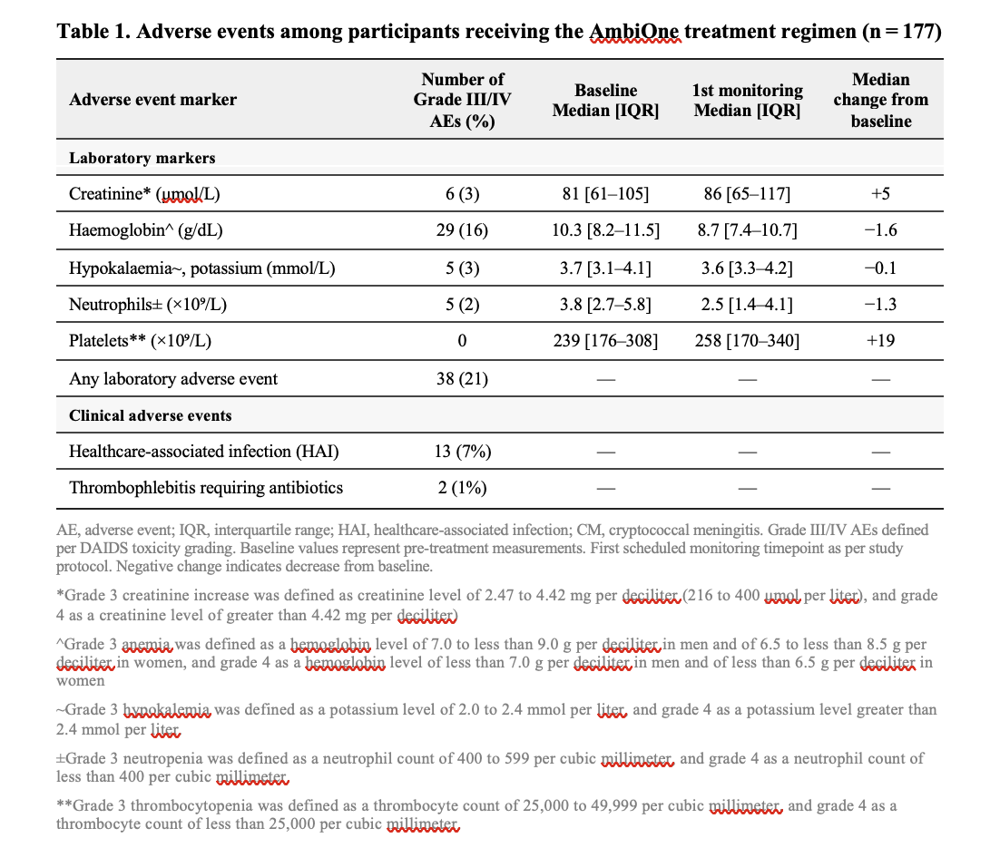 Table 1. Adverse events among participants receiving the AmbiOne treatment regimen (n = 177)
Adverse event marker
Number of
Grade III/IV
AEs (%)
Baseline
Median [IQR]
1st monitoring
Median [IQR]
Median
change from
baseline
Laboratory markers
Creatinine* (µmol/L) 6 (3) 81 [61–105] 86 [65–117] +5
Haemoglobin^ (g/dL) 29 (16) 10.3 [8.2–11.5] 8.7 [7.4–10.7] −1.6
Hypokalaemia~, potassium (mmol/L) 5 (3) 3.7 [3.1–4.1] 3.6 [3.3–4.2] −0.1
Neutrophils± (×10⁹/L) 5 (2) 3.8 [2.7–5.8] 2.5 [1.4–4.1] −1.3
Platelets** (×10⁹/L) 0 239 [176–308] 258 [170–340] +19
Any laboratory adverse event 38 (21) — — —
Clinical adverse events
Healthcare-associated infection (HAI) 13 (7%) — — —
Thrombophlebitis requiring antibiotics 2 (1%) — — —
AE, adverse event; IQR, interquartile range; HAI, healthcare-associated infection; CM, cryptococcal meningitis. Grade III/IV AEs defined
per DAIDS toxicity grading. Baseline values represent pre-treatment measurements. First scheduled monitoring timepoint as per study
protocol. Negative change indicates decrease from baseline.
*Grade 3 creatinine increase was defined as creatinine level of 2.47 to 4.42 mg per deciliter (216 to 400 µmol per liter), and grade
4 as a creatinine level of greater than 4.42 mg per deciliter)
^Grade 3 anemia was defined as a hemoglobin level of 7.0 to less than 9.0 g per deciliter in men and of 6.5 to less than 8.5 g per
deciliter in women, and grade 4 as a hemoglobin level of less than 7.0 g per deciliter in men and of less than 6.5 g per deciliter in
women
~Grade 3 hypokalemia was defined as a potassium level of 2.0 to 2.4 mmol per liter, and grade 4 as a potassium level greater than
2.4 mmol per liter.
±Grade 3 neutropenia was defined as a neutrophil count of 400 to 599 per cubic millimeter, and grade 4 as a neutrophil count of
less than 400 per cubic millimeter.
**Grade 3 thrombocytopenia was defined as a thrombocyte count of 25,000 to 49,999 per cubic millimeter, and grade 4 as a
thrombocyte count of less than 25,000 per cubic millimeter.